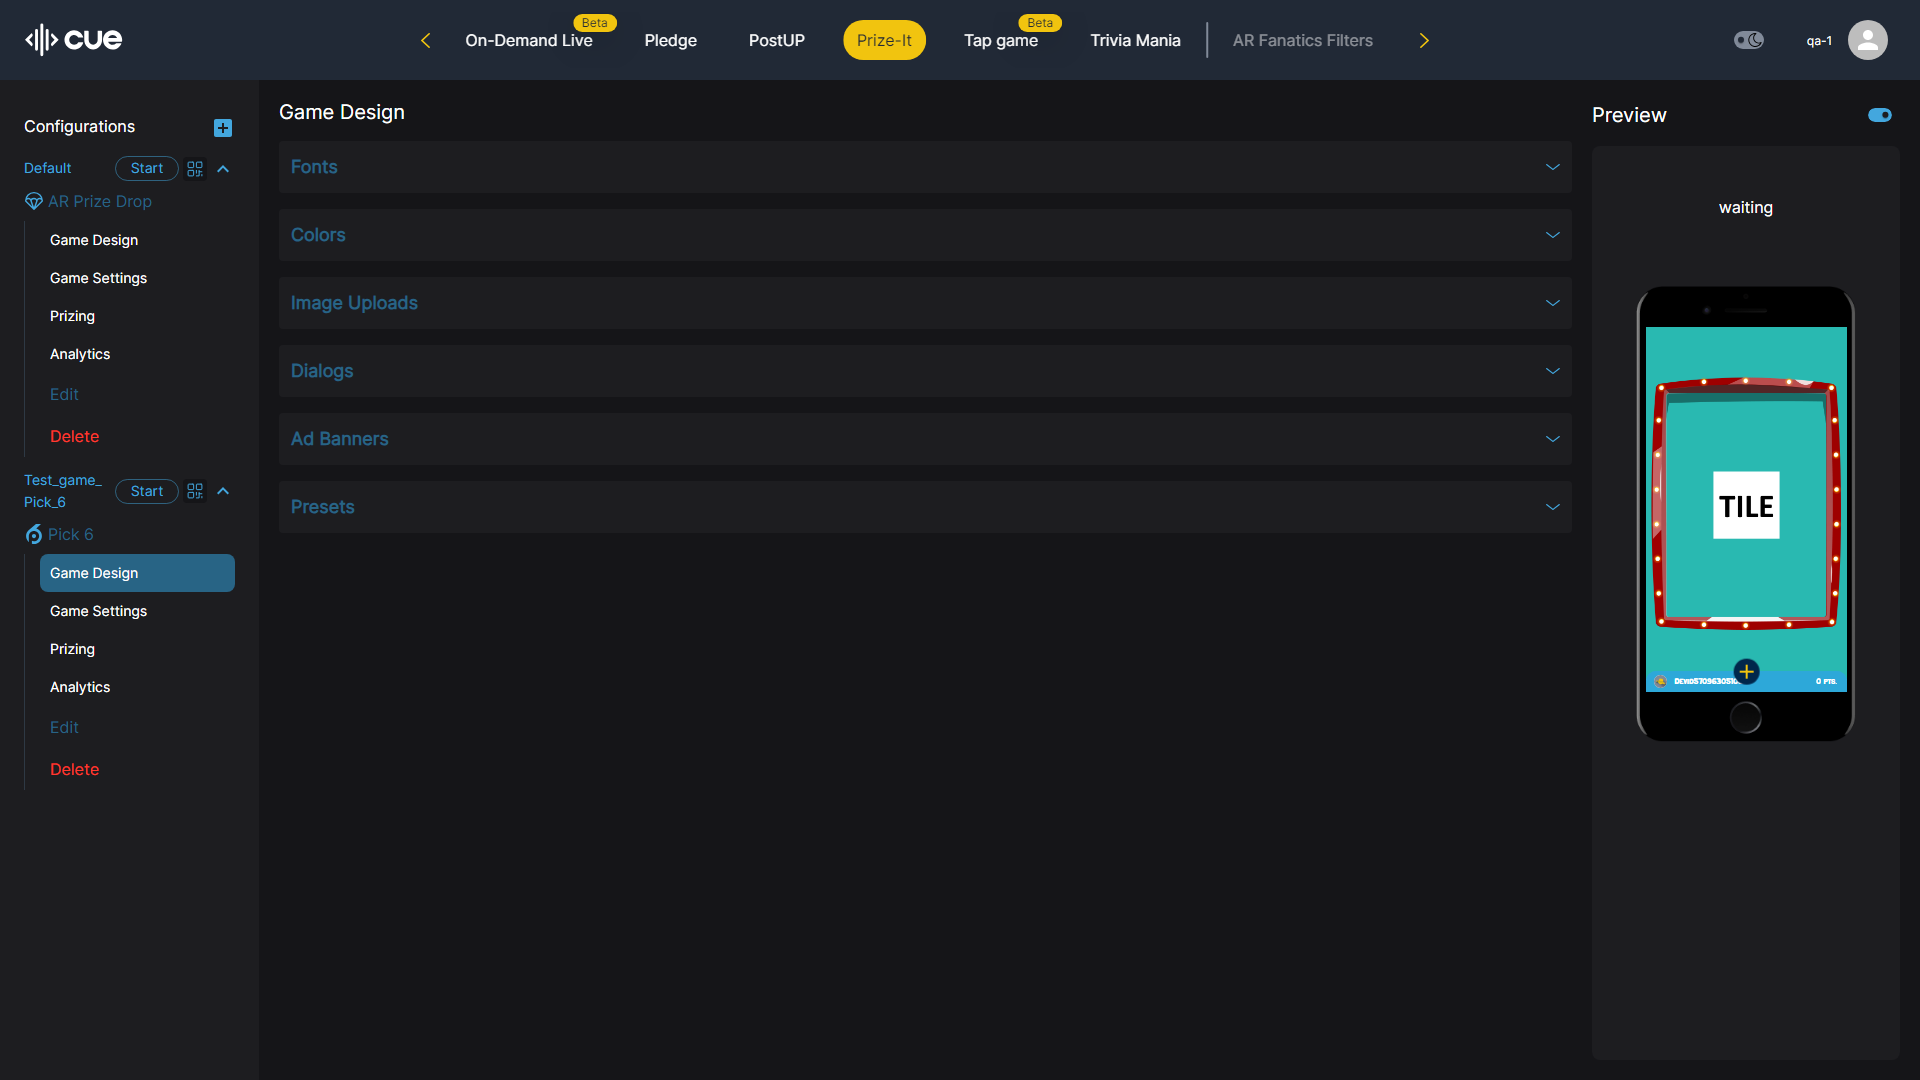 cue
Beta
Beta
On-Demand Live
Pledge
PostUP
Prize-It
Tap game
Trivia Mania
AR Fanatics Filters
qa-1
Configurations
Default
Start
AR Prize Drop
Game Design
Game Settings
Prizing
Analytics
Edit
Delete
Test_game_
Pick_6
Start
Pick 6
Game Design
Game Settings
Prizing
Analytics
Edit
Delete
Game Design
Fonts
Colors
Image Uploads
Dialogs
Ad Banners
Presets
Preview
waiting
TILE
0 PTS.